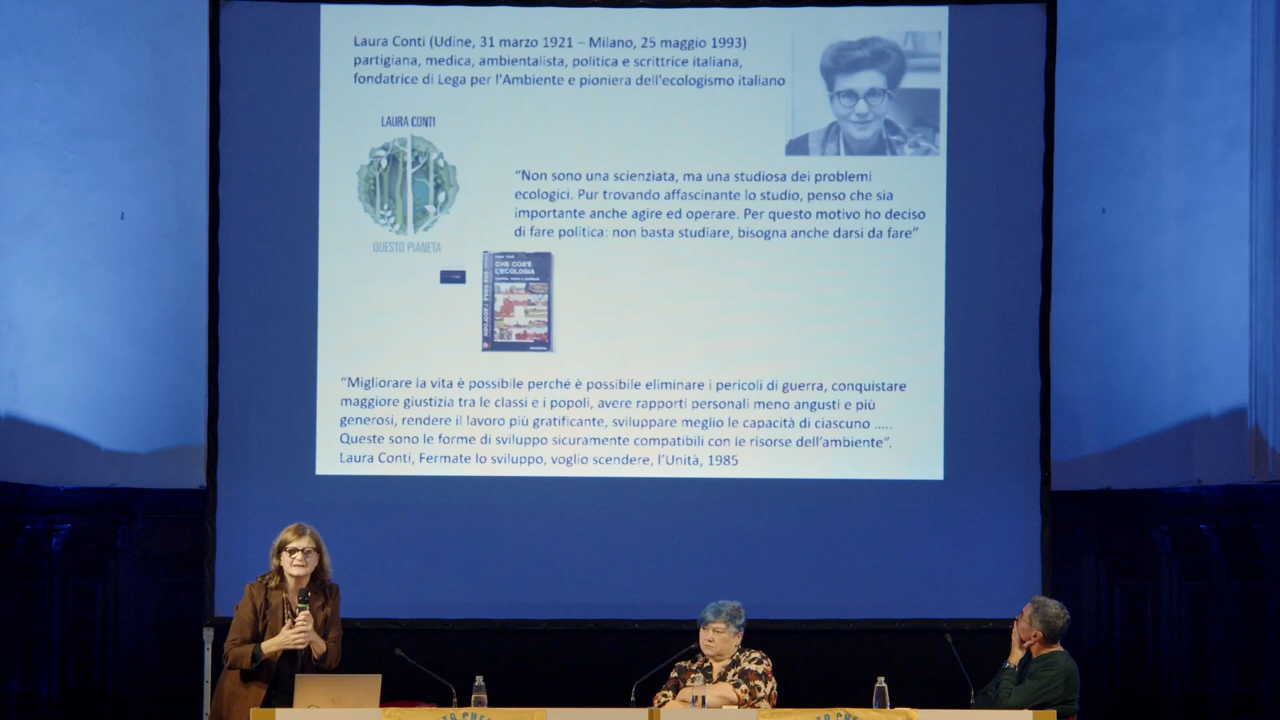 Laura Conti (Udine, 31 marzo 1921 – Milano, 25 maggio 1993)
partigiana, medica, ambientalista, politica e scrittrice italiana,
fondatrice di Lega per l'Ambiente e pioniera dell'ecologismo italiano
LAURA CONTI
QUESTO PIANETA
“Non sono una scienziata, ma una studiosa dei problemi
ecologici. Pur trovando affascinante lo studio, penso che sia
importante anche agire ed operare. Per questo motivo ho deciso
di fare politica: non basta studiare, bisogna anche darsi da fare”
CHE COS'È
L'ECOLOGIA
“Migliorare la vita è possibile perché è possibile eliminare i pericoli di guerra, conquistare
maggiore giustizia tra le classi e i popoli, avere rapporti personali meno angusti e più
generosi, rendere il lavoro più gratificante, sviluppare meglio le capacità di ciascuno .....
Queste sono le forme di sviluppo sicuramente compatibili con le risorse dell’ambiente”.
Laura Conti, Fermate lo sviluppo, voglio scendere, l’Unità, 1985